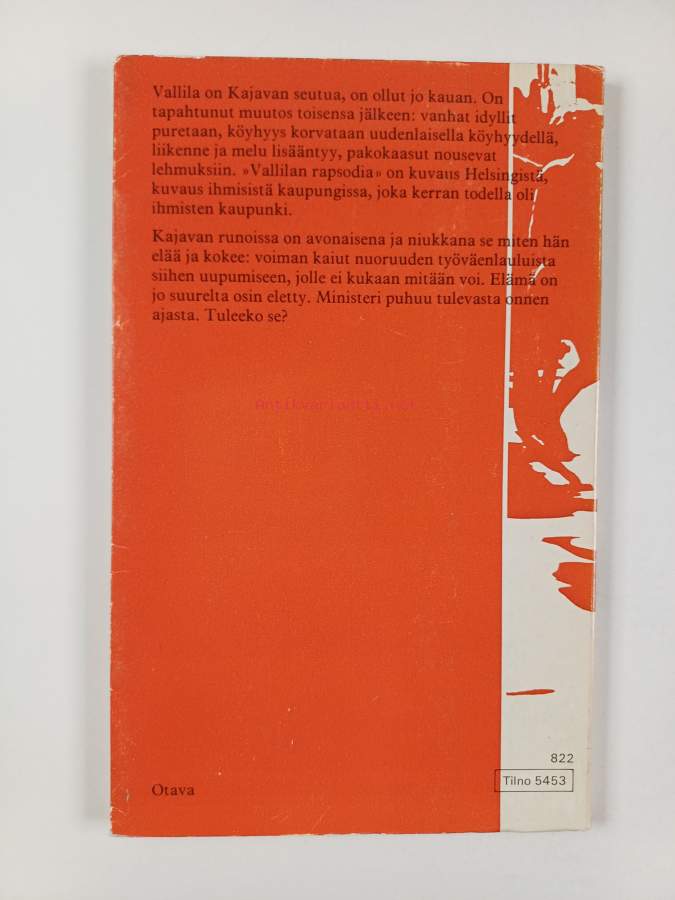 Vallila on Kajavan seutua, on ollut jo kauan. On
tapahtunut muutos toisensa jälkeen: vanhat idyllit
puretaan, köyhyys korvataan uudenlaisella köyhyydellä,
liikenne ja melu lisääntyy, pakokaasut nousevat
lehmuksiin. »Vallilan rapsodia» on kuvaus Helsingistä,
kuvaus ihmisistä kaupungissa, joka kerran todella oli
ihmisten kaupunki.
Kajavan runoissa on avonaisena ja niukkana se miten hän
elää ja kokee: voiman kaiut nuoruuden työväenlauluista
siihen uupumiseen, jolle ei kukaan mitään voi. Elämä on
jo suurelta osin eletty. Ministeri puhuu tulevasta onnen
ajasta. Tuleeko se?
Antikvariaatti.net
822
Tilno 5453
Otava